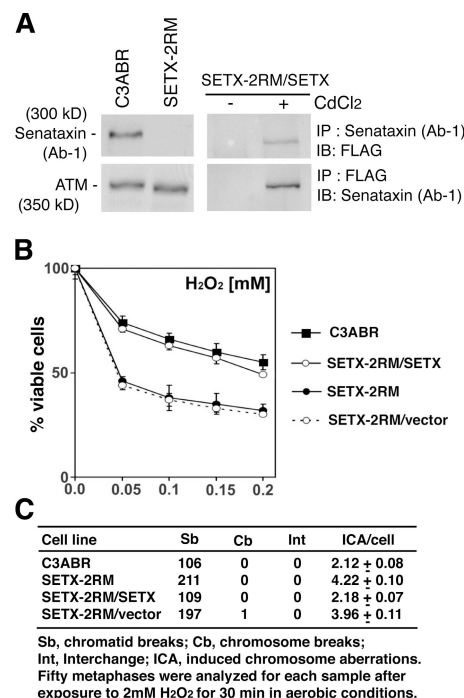 A
C3ABR
SETX-2RM
SETX-2RM/SETX
- + CdCl2
(300 kD)
Senataxin -
(Ab-1)
IP : Senataxin (Ab-1)
IB: FLAG
ATM -
(350 kD)
IP : FLAG
IB: Senataxin (Ab-1)
B
H2O2 [mM]
% viable cells
100
50
0
0.0 0.05 0.1 0.15 0.2
C3ABR
SETX-2RM/SETX
SETX-2RM
SETX-2RM/vector
C
Cell line Sb Cb Int ICA/cell
C3ABR 106 0 0 2.12 ± 0.08
SETX-2RM 211 0 0 4.22 ± 0.10
SETX-2RM/SETX 109 0 0 2.18 ± 0.07
SETX-2RM/vector 197 1 0 3.96 ± 0.11
Sb, chromatid breaks; Cb, chromosome breaks;
Int, Interchange; ICA, induced chromosome aberrations.
Fifty metaphases were analyzed for each sample after
exposure to 2mM H2O2 for 30 min in aerobic conditions.